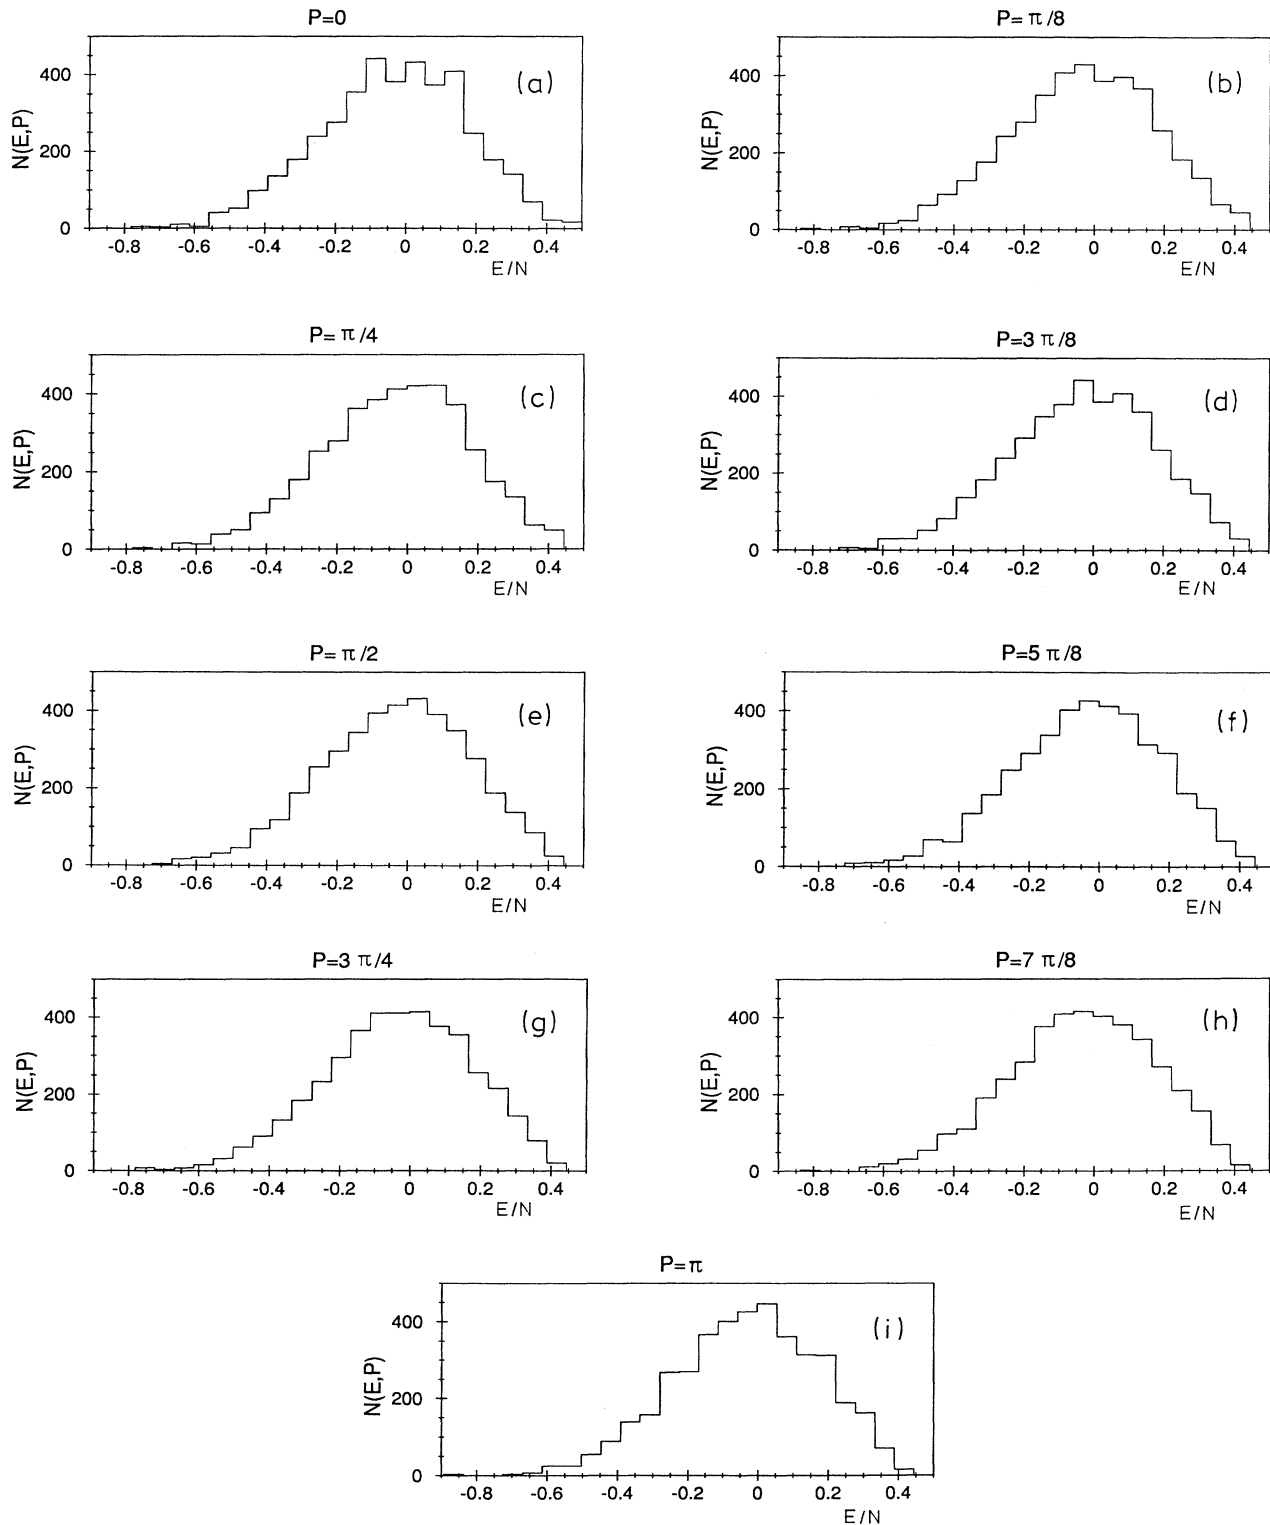 P=0
400
200
0
N(E,P)
(a)
-0.8 -0.6 -0.4 -0.2 0 0.2 0.4
E/N
P=π/8
400
200
0
N(E,P)
(b)
-0.8 -0.6 -0.4 -0.2 0 0.2 0.4
E/N
P=π/4
400
200
0
N(E,P)
(c)
-0.8 -0.6 -0.4 -0.2 0 0.2 0.4
E/N
P=3π/8
400
200
0
N(E,P)
(d)
-0.8 -0.6 -0.4 -0.2 0 0.2 0.4
E/N
P=π/2
400
200
0
N(E,P)
(e)
-0.8 -0.6 -0.4 -0.2 0 0.2 0.4
E/N
P=5π/8
400
200
0
N(E,P)
(f)
-0.8 -0.6 -0.4 -0.2 0 0.2 0.4
E/N
P=3π/4
400
200
0
N(E,P)
(g)
-0.8 -0.6 -0.4 -0.2 0 0.2 0.4
E/N
P=7π/8
400
200
0
N(E,P)
(h)
-0.8 -0.6 -0.4 -0.2 0 0.2 0.4
E/N
P=π
400
200
0
N(E,P)
(i)
-0.8 -0.6 -0.4 -0.2 0 0.2 0.4
E/N